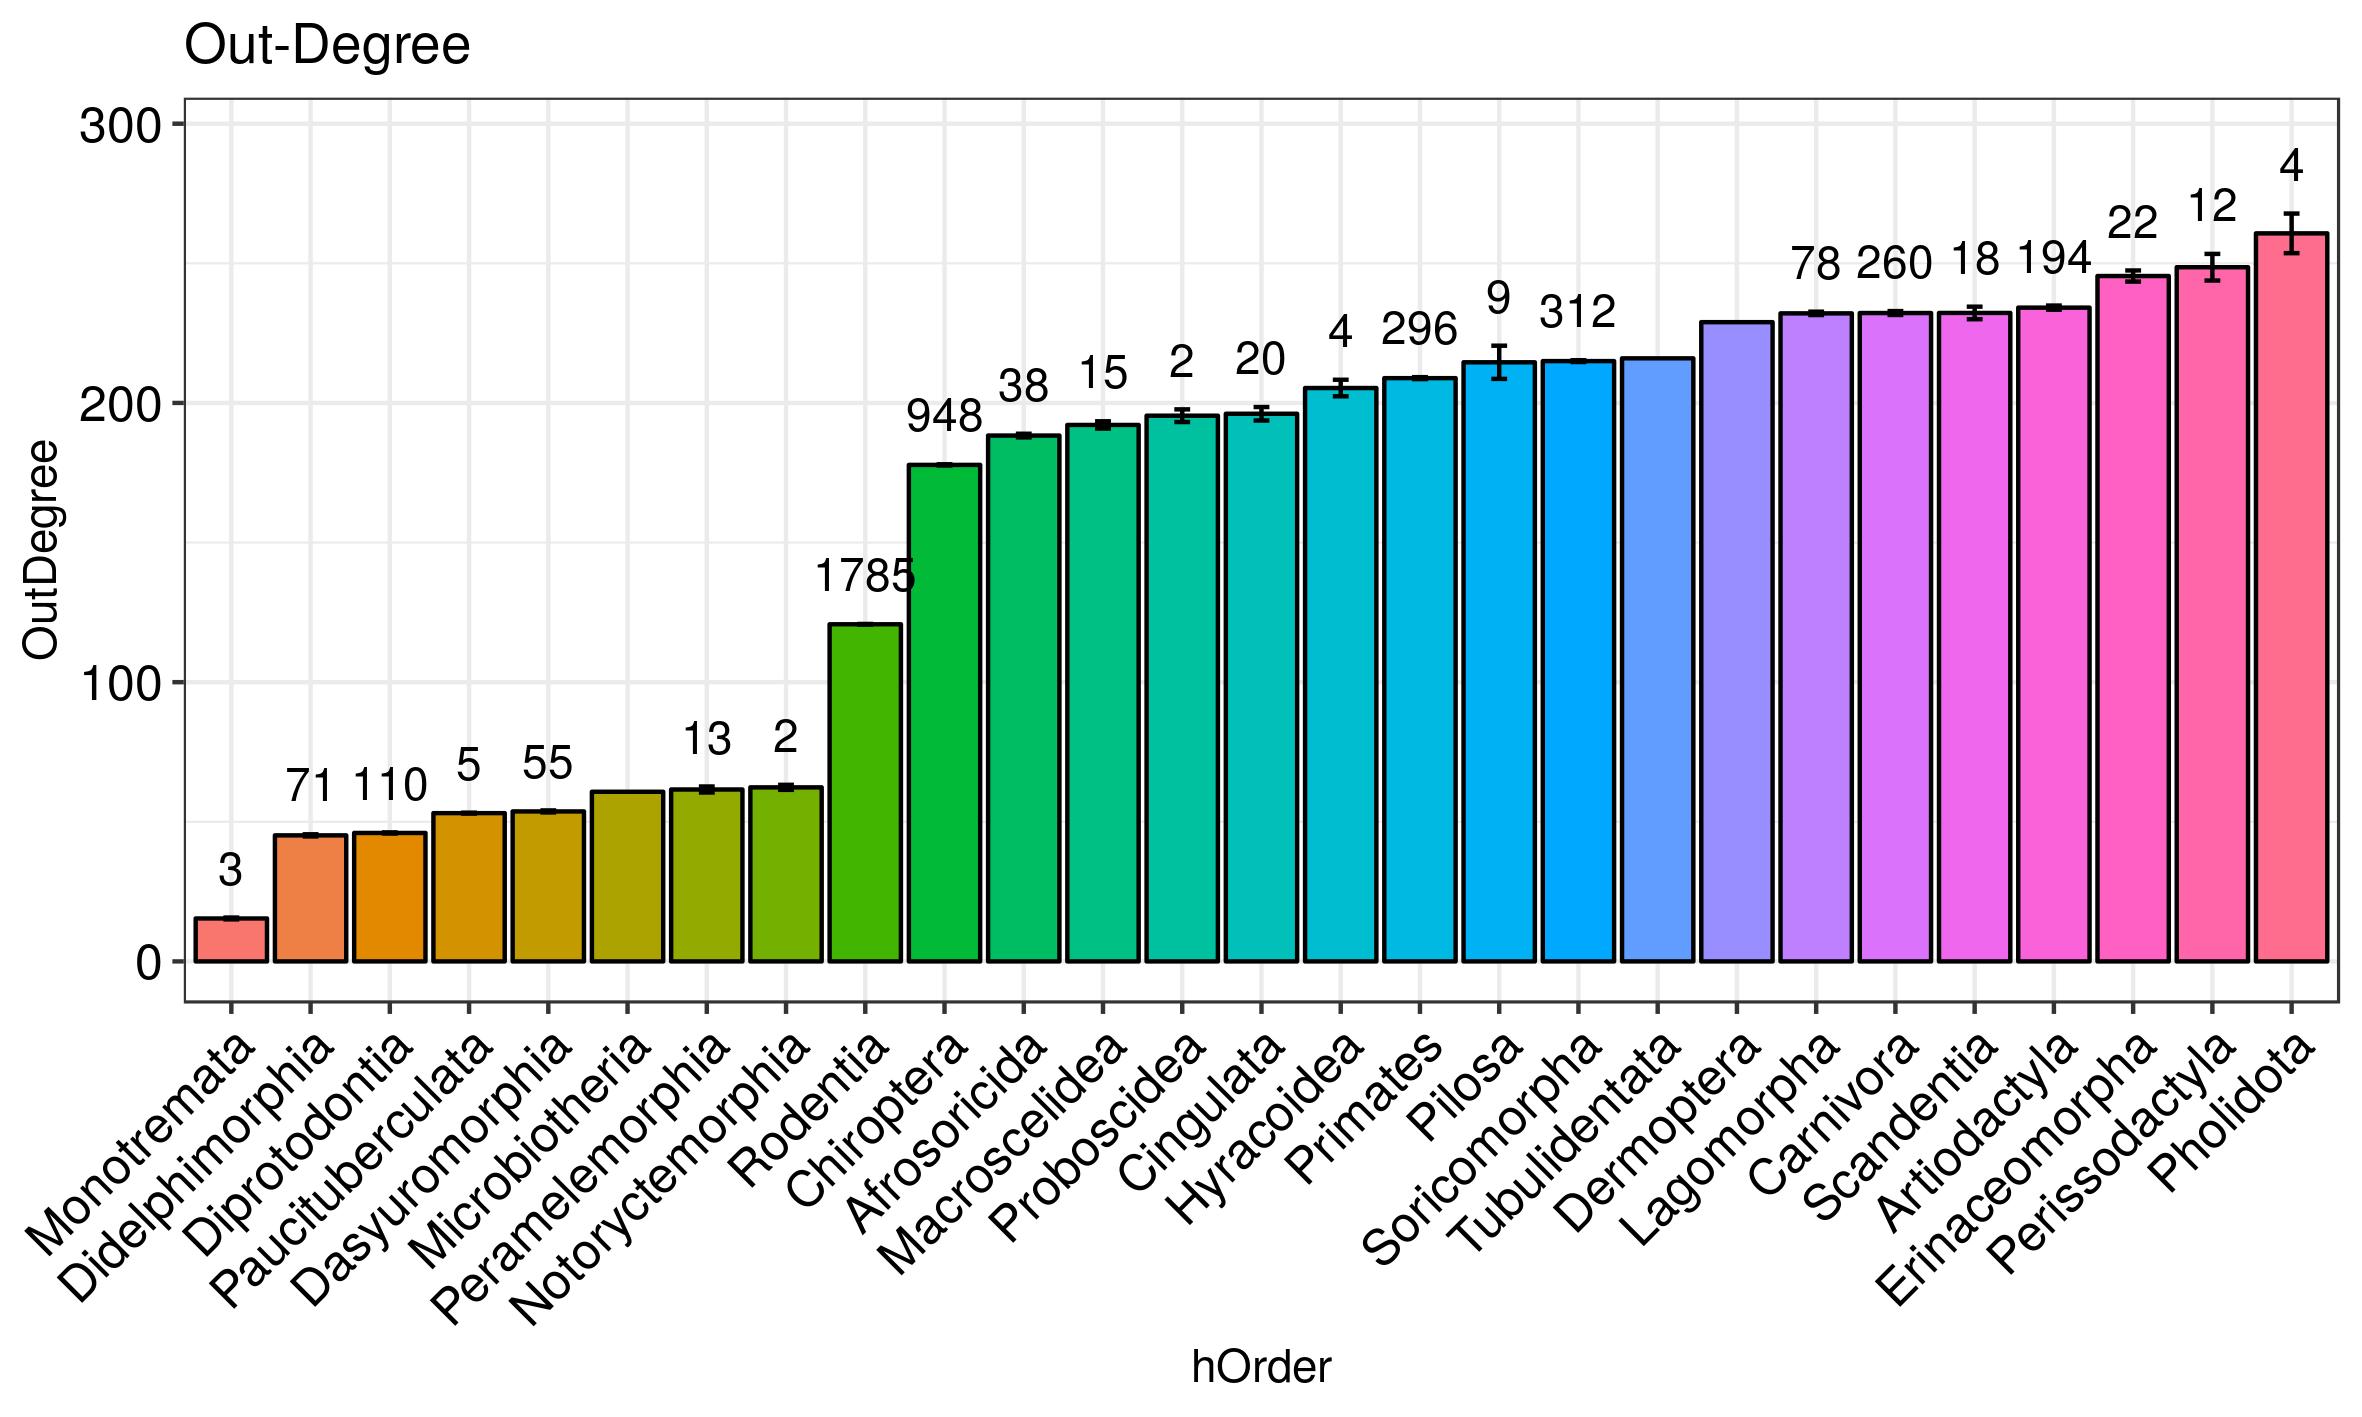 Out-Degree
OutDegree
300
200
100
0
3
71
110
5
55
13
2
1785
948
38
15
2
20
4
296
9
312
78
260
18
194
22
12
4
Monotremata
Didelphimorphia
Diprotodontia
Paucituberculata
Dasyuromorphia
Microbiotheria
Peramelemorphia
Notoryctemorphia
Rodentia
Chiroptera
Afrosoricida
Macroscelidea
Proboscidea
Cingulata
Hyracoidea
Primates
Pilosa
Soricomorpha
Tubulidentata
Dermoptera
Lagomorpha
Carnivora
Scandentia
Artiodactyla
Erinaceomorpha
Perissodactyla
Pholidota
hOrder